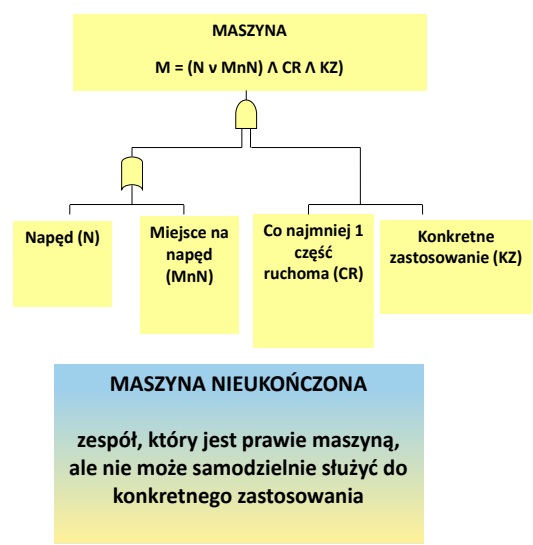 MASZYNA
M = (N v MnN) Λ CR Λ KZ)
Napęd (N)
Miejsce na
napęd
(MnN)
Co najmniej 1
część
ruchoma (CR)
Konkretne
zastosowanie (KZ)
MASZYNA NIEUKOŃCZONA
zespół, który jest prawie maszyną,
ale nie może samodzielnie służyć do
konkretnego zastosowania